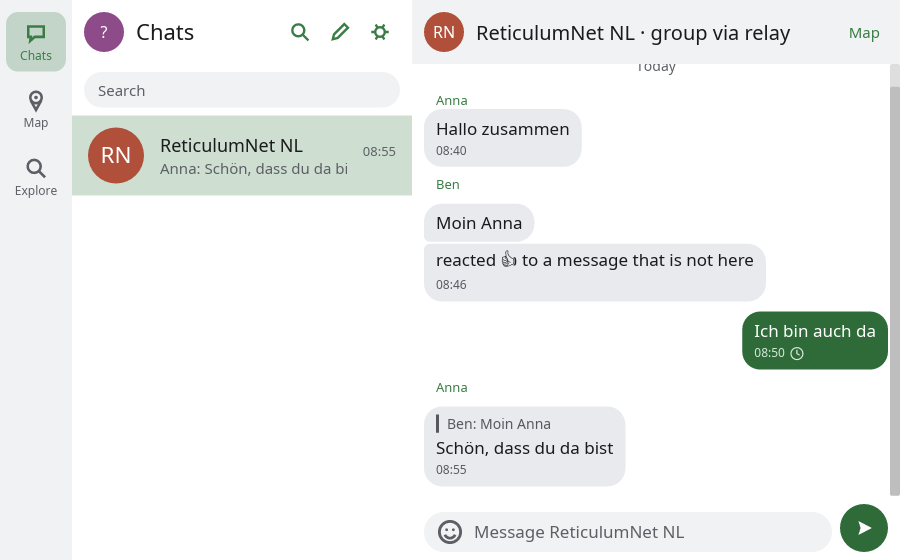 Chats
Map
Explore
?
Chats
Search
RN
ReticulumNet NL
08:55
Anna: Schön, dass du da bi
RN
ReticulumNet NL · group via relay
Map
Today
Anna
Hallo zusammen
08:40
Ben
Moin Anna
reacted 👍 to a message that is not here
08:46
Ich bin auch da
08:50
Anna
Ben: Moin Anna
Schön, dass du da bist
08:55
Message ReticulumNet NL